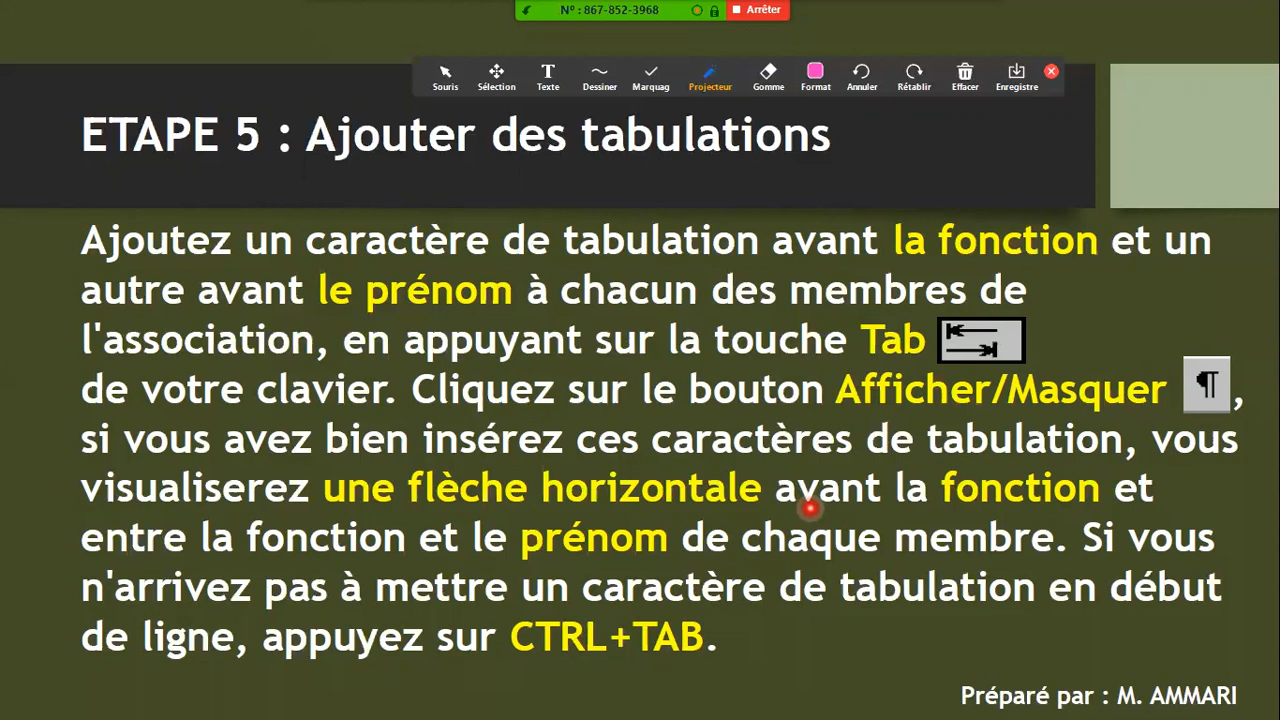 N° : 867-852-3968 Arrêter
Souris Sélection Texte Dessiner Marquag Projecteur Gomme Format Annuler Rétablir Effacer Enregistre
ETAPE 5 : Ajouter des tabulations
Ajoutez un caractère de tabulation avant la fonction et un
autre avant le prénom à chacun des membres de
l'association, en appuyant sur la touche Tab
de votre clavier. Cliquez sur le bouton Afficher/Masquer ¶,
si vous avez bien insérez ces caractères de tabulation, vous
visualiserez une flèche horizontale avant la fonction et
entre la fonction et le prénom de chaque membre. Si vous
n'arrivez pas à mettre un caractère de tabulation en début
de ligne, appuyez sur CTRL+TAB.
Préparé par : M. AMMARI